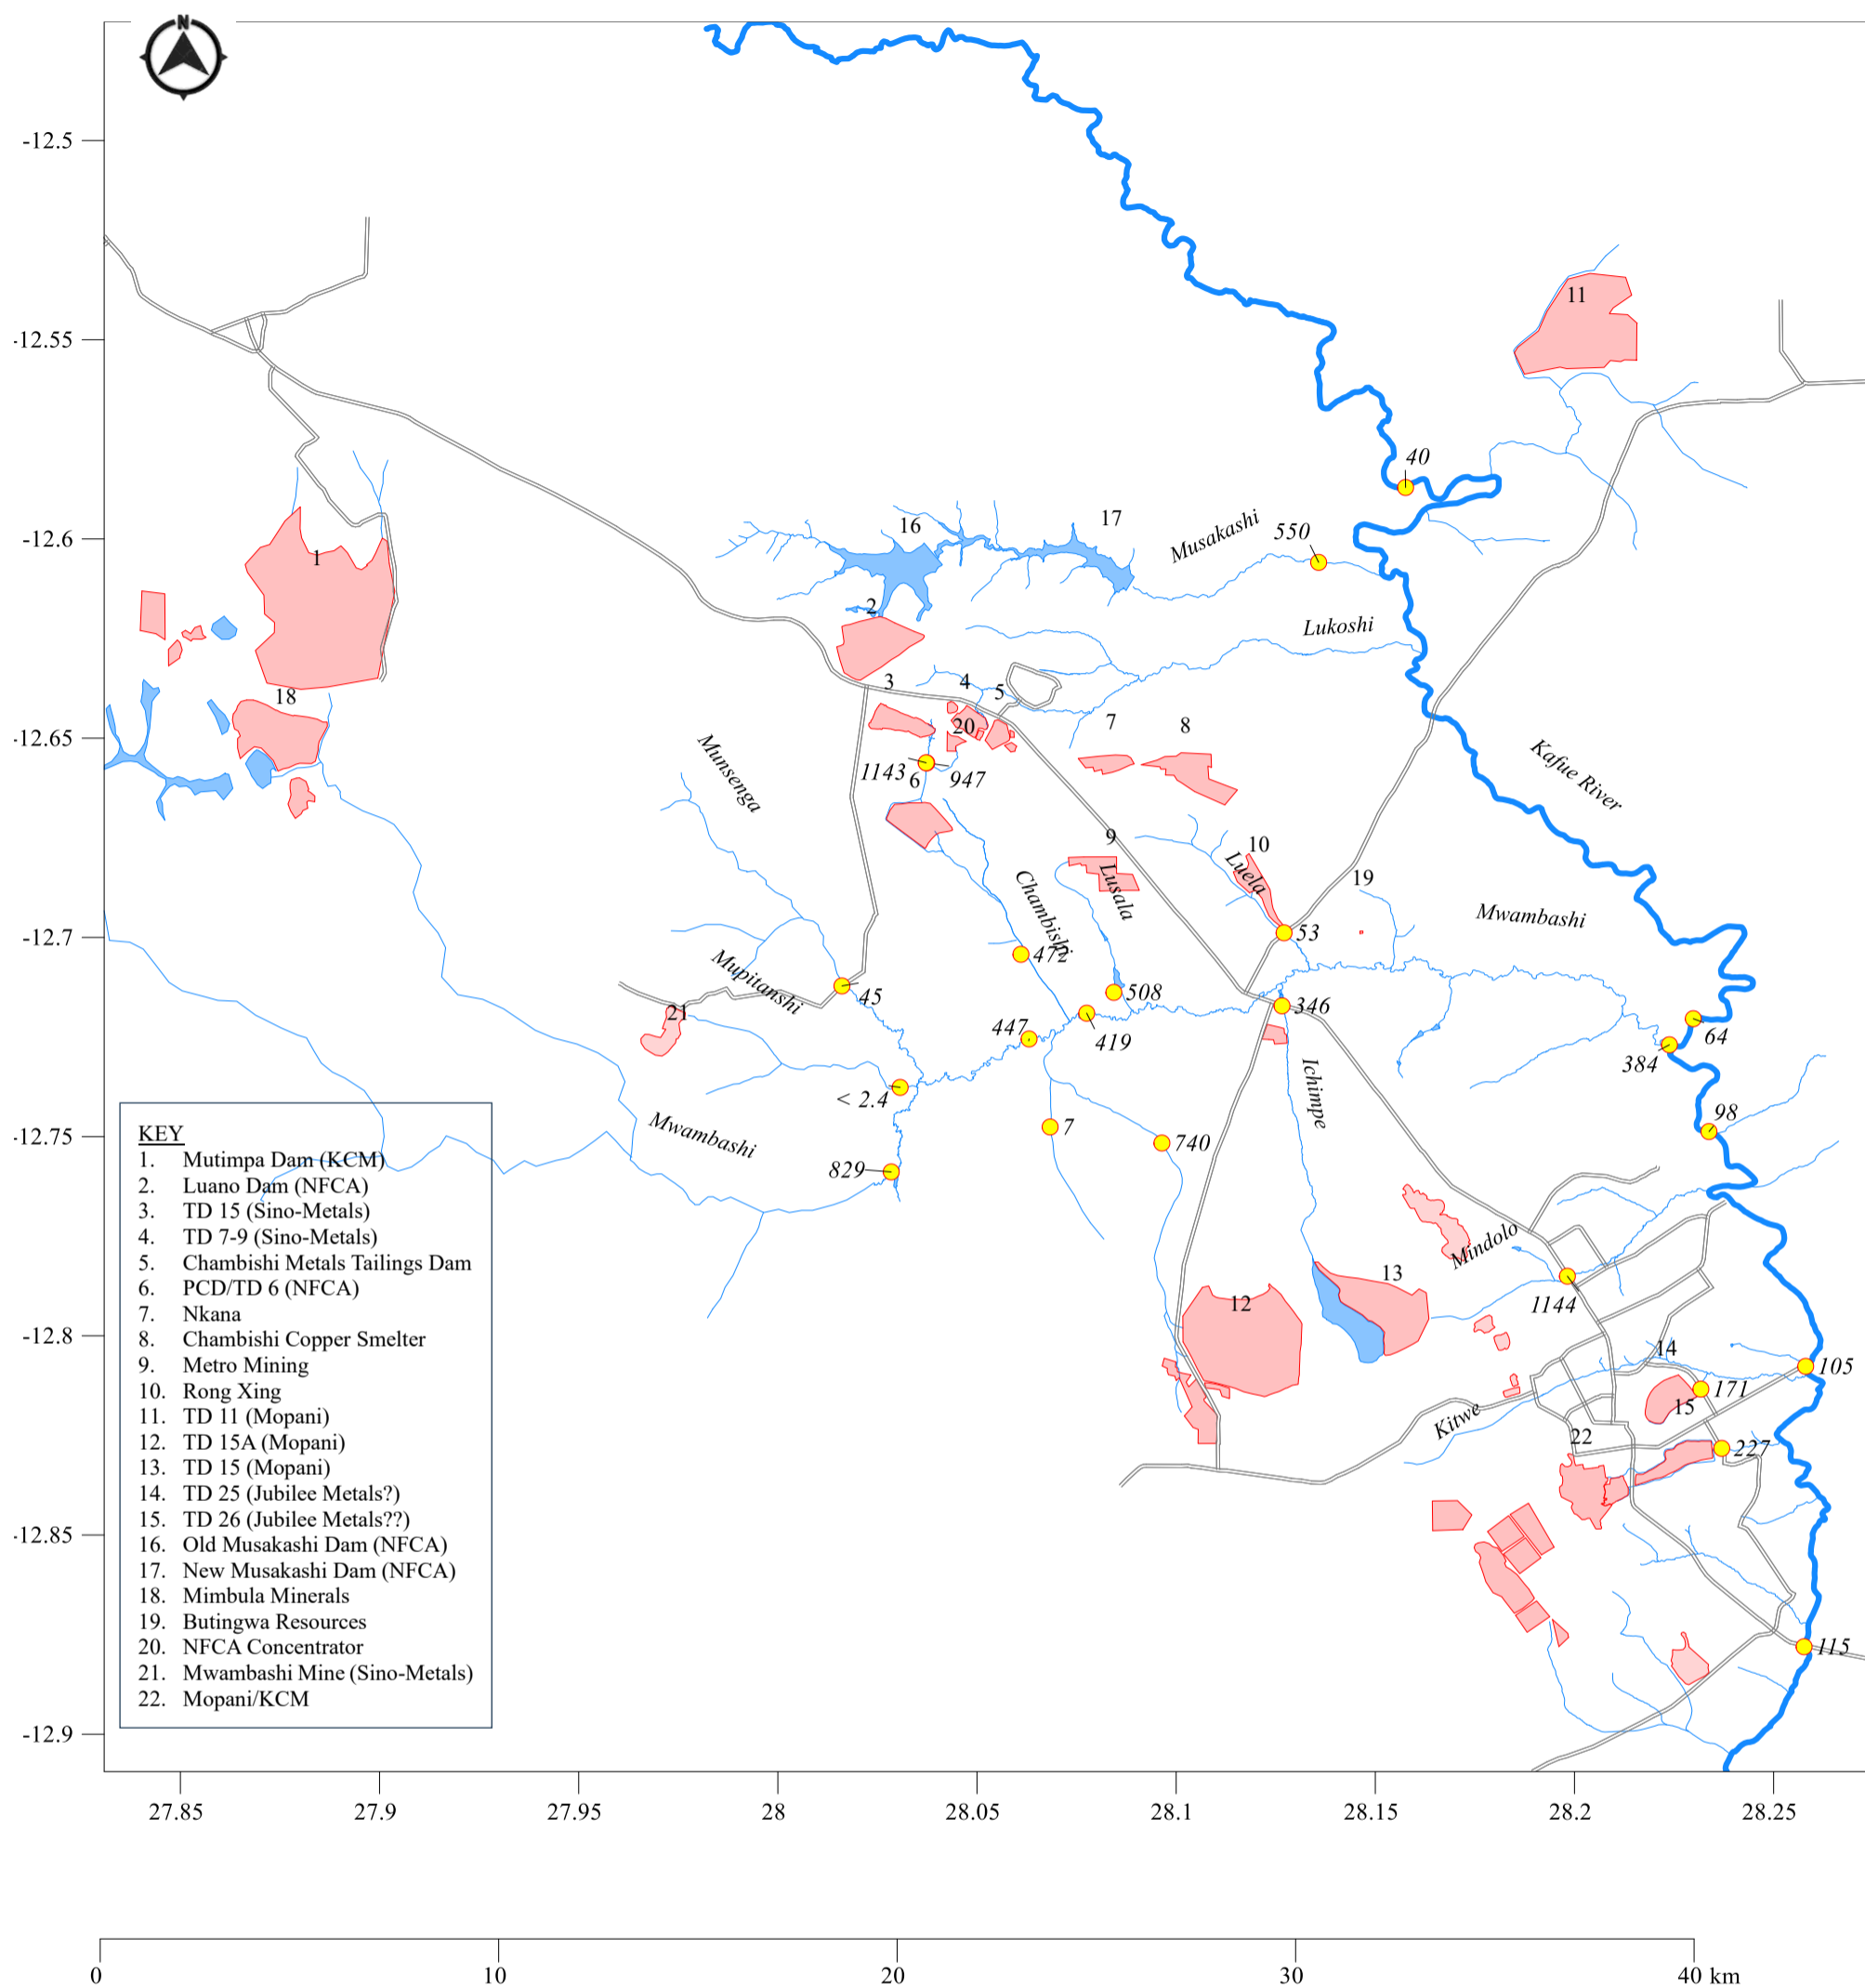 N
-12.5
-12.55
11
40
-12.6
16
17
Musakashi
550
1
2
Lukoshi
18
3
4
5
-12.65
20
7
8
Munsenga
Kafue River
1143
6
947
9
10
Luela
19
Chambishi
Lusala
Mwambashi
-12.7
53
472
Mupitanshi
45
508
21
346
447
419
64
384
Ichimpe
< 2.4
98
Mwambashi
7
740
-12.75
829
Mindolo
13
12
1144
-12.8
14
105
171
15
Kitwe
22
227
-12.85
115
-12.9
KEY
1. Mutimpa Dam (KCM)
2. Luano Dam (NFCA)
3. TD 15 (Sino-Metals)
4. TD 7-9 (Sino-Metals)
5. Chambishi Metals Tailings Dam
6. PCD/TD 6 (NFCA)
7. Nkana
8. Chambishi Copper Smelter
9. Metro Mining
10. Rong Xing
11. TD 11 (Mopani)
12. TD 15A (Mopani)
13. TD 15 (Mopani)
14. TD 25 (Jubilee Metals?)
15. TD 26 (Jubilee Metals??)
16. Old Musakashi Dam (NFCA)
17. New Musakashi Dam (NFCA)
18. Mimbula Minerals
19. Butingwa Resources
20. NFCA Concentrator
21. Mwambashi Mine (Sino-Metals)
22. Mopani/KCM
27.85 27.9 27.95 28 28.05 28.1 28.15 28.2 28.25
0 10 20 30 40 km